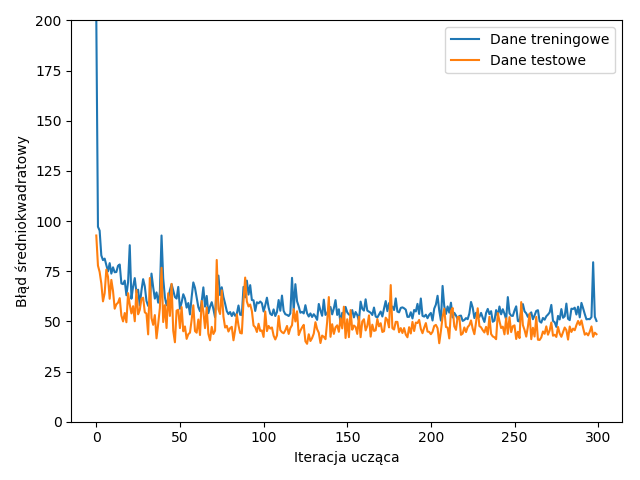 200
175
150
125
100
75
50
25
0
Błąd średniokwadratowy
Dane treningowe
Dane testowe
0 50 100 150 200 250 300
Iteracja ucząca